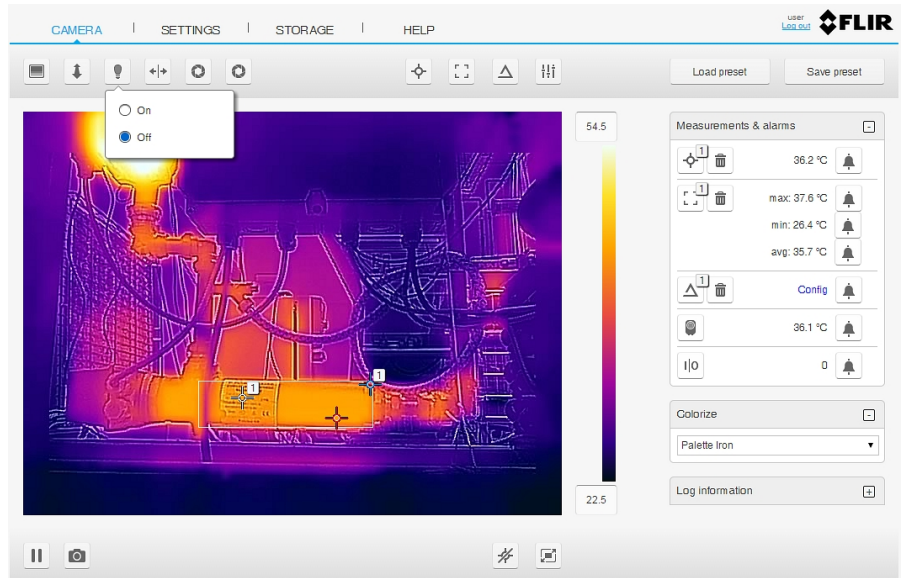 CAMERA
SETTINGS
STORAGE
HELP
user
Log out
FLIR
Load preset
Save preset
On
Off
54.5
Measurements & alarms
1
36.2 °C
1
max: 37.6 °C
min: 26.4 °C
avg: 35.7 °C
1
Config
36.1 °C
I|O
0
1
1
Colorize
Palette Iron
Log information
22.5